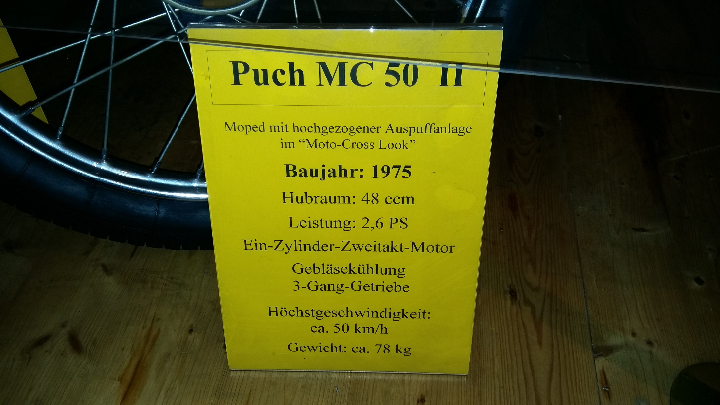 Puch MC 50 II
Moped mit hochgezogener Auspuffanlage
im "Moto-Cross Look"
Baujahr: 1975
Hubraum: 48 ccm
Leistung: 2,6 PS
Ein-Zylinder-Zweitakt-Motor
Gebläsekühlung
3-Gang-Getriebe
Höchstgeschwindigkeit:
ca. 50 km/h
Gewicht: ca. 78 kg